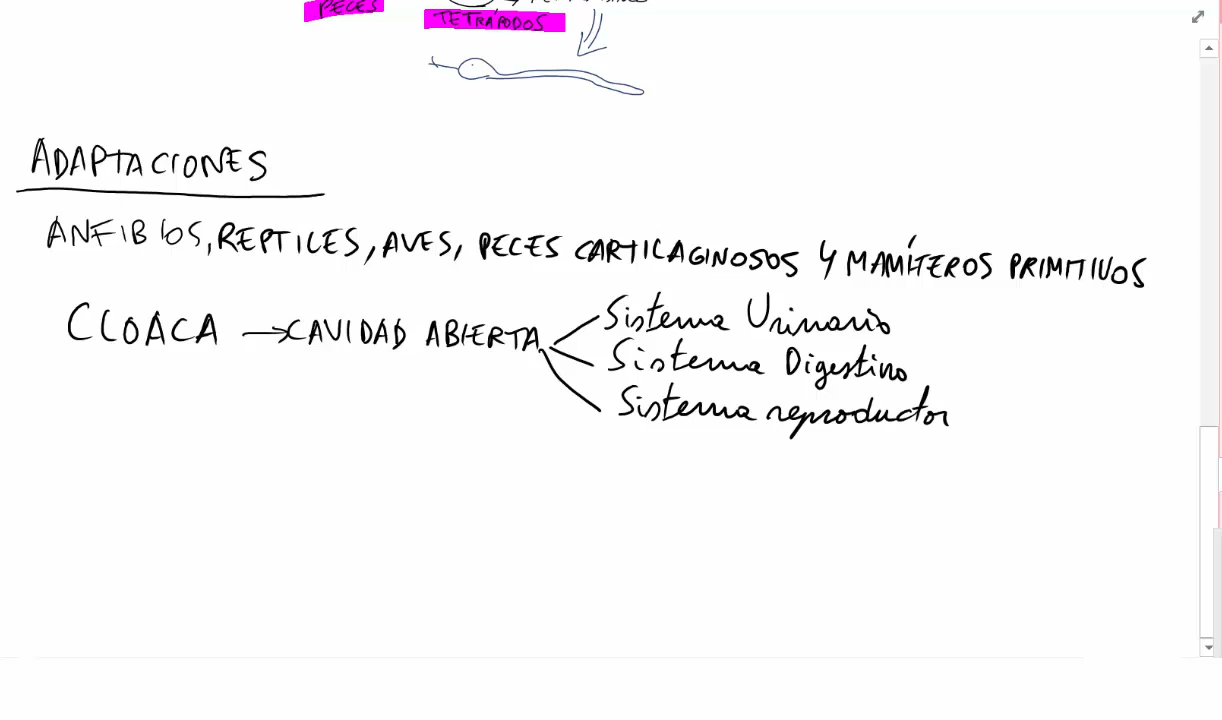 PECES
TETRÁPODOS
ADAPTACIONES
ANFIBIOS, REPTILES, AVES, PECES CARTILAGINOSOS Y MAMÍFEROS PRIMITIVOS
CLOACA → CAVIDAD ABIERTA
Sistema Urinario
Sistema Digestivo
Sistema reproductor